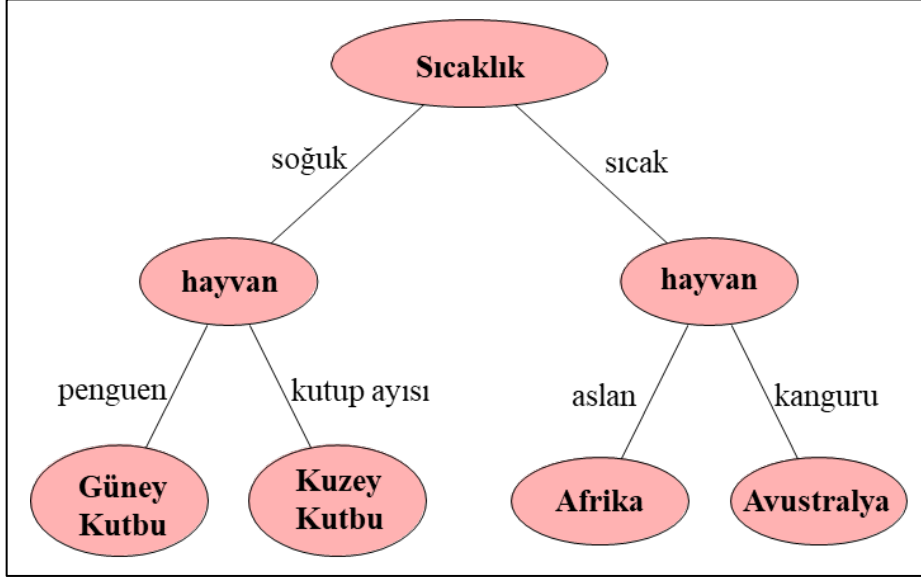 Sıcaklık
soğuk
sıcak
hayvan
hayvan
penguen
kutup ayısı
aslan
kanguru
Güney
Kutbu
Kuzey
Kutbu
Afrika
Avustralya